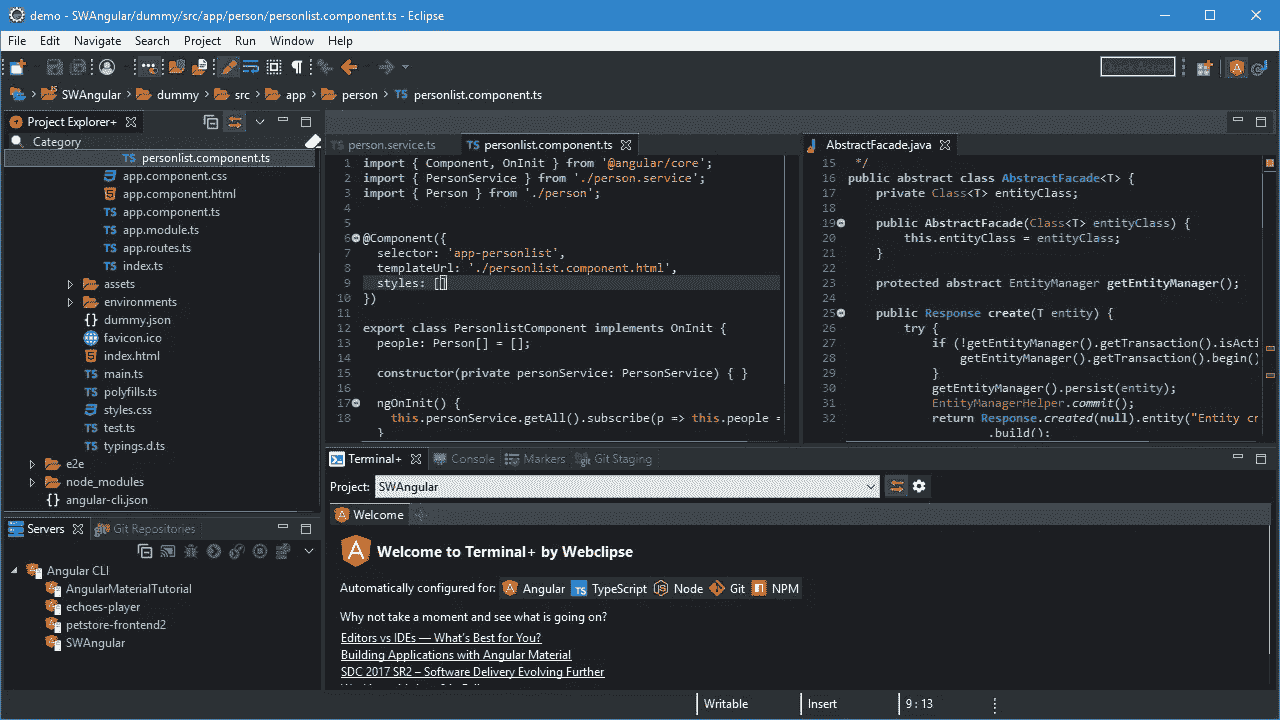 demo - SWAngular/dummy/src/app/person/personlist.component.ts - Eclipse
File Edit Navigate Search Project Run Window Help
Quick Access
SWAngular dummy src app person TS personlist.component.ts
Project Explorer+
Category
TS personlist.component.ts
app.component.css
app.component.html
TS app.component.ts
TS app.module.ts
TS app.routes.ts
TS index.ts
assets
environments
{} dummy.json
favicon.ico
index.html
TS main.ts
TS polyfills.ts
styles.css
TS test.ts
TS typings.d.ts
e2e
node_modules
{} angular-cli.json
Servers Git Repositories
Angular CLI
AngularMaterialTutorial
echoes-player
petstore-frontend2
SWAngular
TS person.service.ts TS personlist.component.ts
1 import { Component, OnInit } from '@angular/core';
2 import { PersonService } from './person.service';
3 import { Person } from './person';
4
5
6 @Component({
7 selector: 'app-personlist',
8 templateUrl: './personlist.component.html',
9 styles: []
10 })
11
12 export class PersonlistComponent implements OnInit {
13 people: Person[] = [];
14
15 constructor(private personService: PersonService) { }
16
17 ngOnInit() {
18 this.personService.getAll().subscribe(p => this.people =
}
AbstractFacade.java
15 */
16 public abstract class AbstractFacade<T> {
17 private Class<T> entityClass;
18
19 public AbstractFacade(Class<T> entityClass) {
20 this.entityClass = entityClass;
21 }
22
23 protected abstract EntityManager getEntityManager();
24
25 public Response create(T entity) {
26 try {
27 if (!getEntityManager().getTransaction().isActi
28 getEntityManager().getTransaction().begin()
29 }
30 getEntityManager().persist(entity);
31 EntityManagerHelper.commit();
32 return Response.created(null).entity("Entity cr
.build();
Terminal+ Console Markers Git Staging
Project: SWAngular
Welcome
Welcome to Terminal+ by Webclipse
Automatically configured for: Angular TS TypeScript Node Git NPM
Why not take a moment and see what is going on?
Editors vs IDEs — What's Best for You?
Building Applications with Angular Material
SDC 2017 SR2 – Software Delivery Evolving Further
Writable Insert 9 : 13